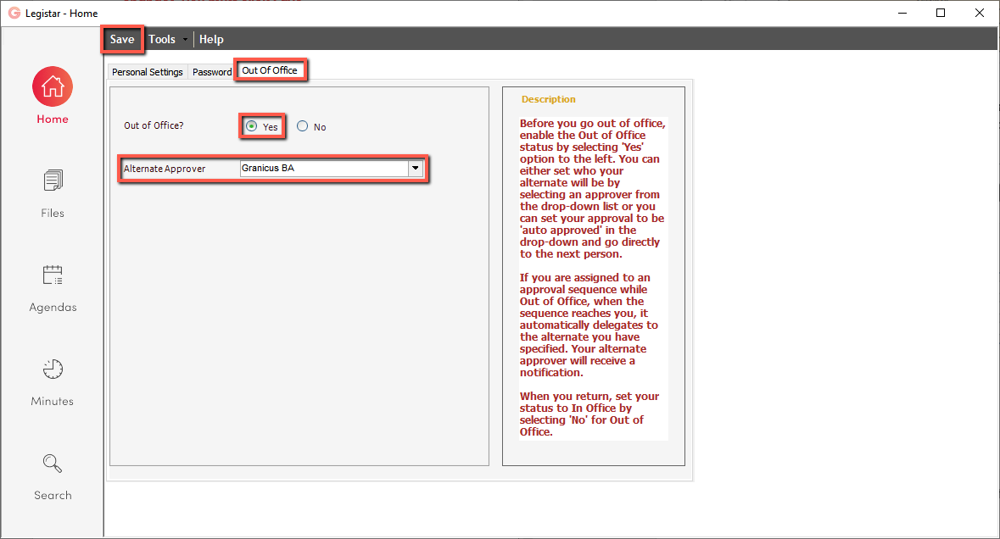 Legistar - Home
Save Tools Help
Personal Settings Password Out Of Office
Home
Files
Agendas
Minutes
Search
Out of Office? Yes No
Alternate Approver Granicus BA
Description
Before you go out of office,
enable the Out of Office
status by selecting 'Yes'
option to the left. You can
either set who your
alternate will be by
selecting an approver from
the drop-down list or you
can set your approval to be
'auto approved' in the
drop-down and go directly
to the next person.
If you are assigned to an
approval sequence while
Out of Office, when the
sequence reaches you, it
automatically delegates to
the alternate you have
specified. Your alternate
approver will receive a
notification.
When you return, set your
status to In Office by
selecting 'No' for Out of
Office.